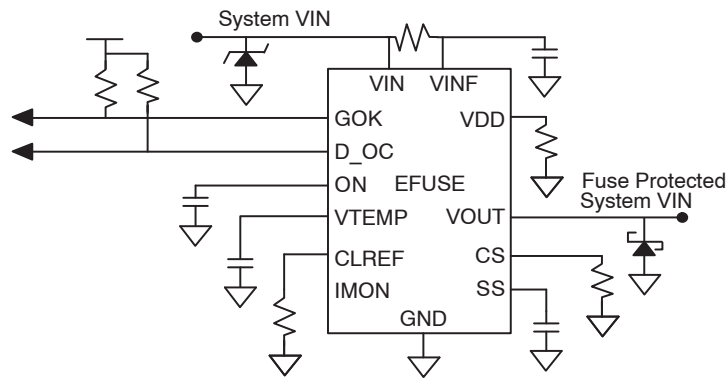 System VIN
VIN VINF
GOK VDD
D_OC
ON EFUSE
Fuse Protected
System VIN
VTEMP VOUT
CLREF CS
IMON SS
GND